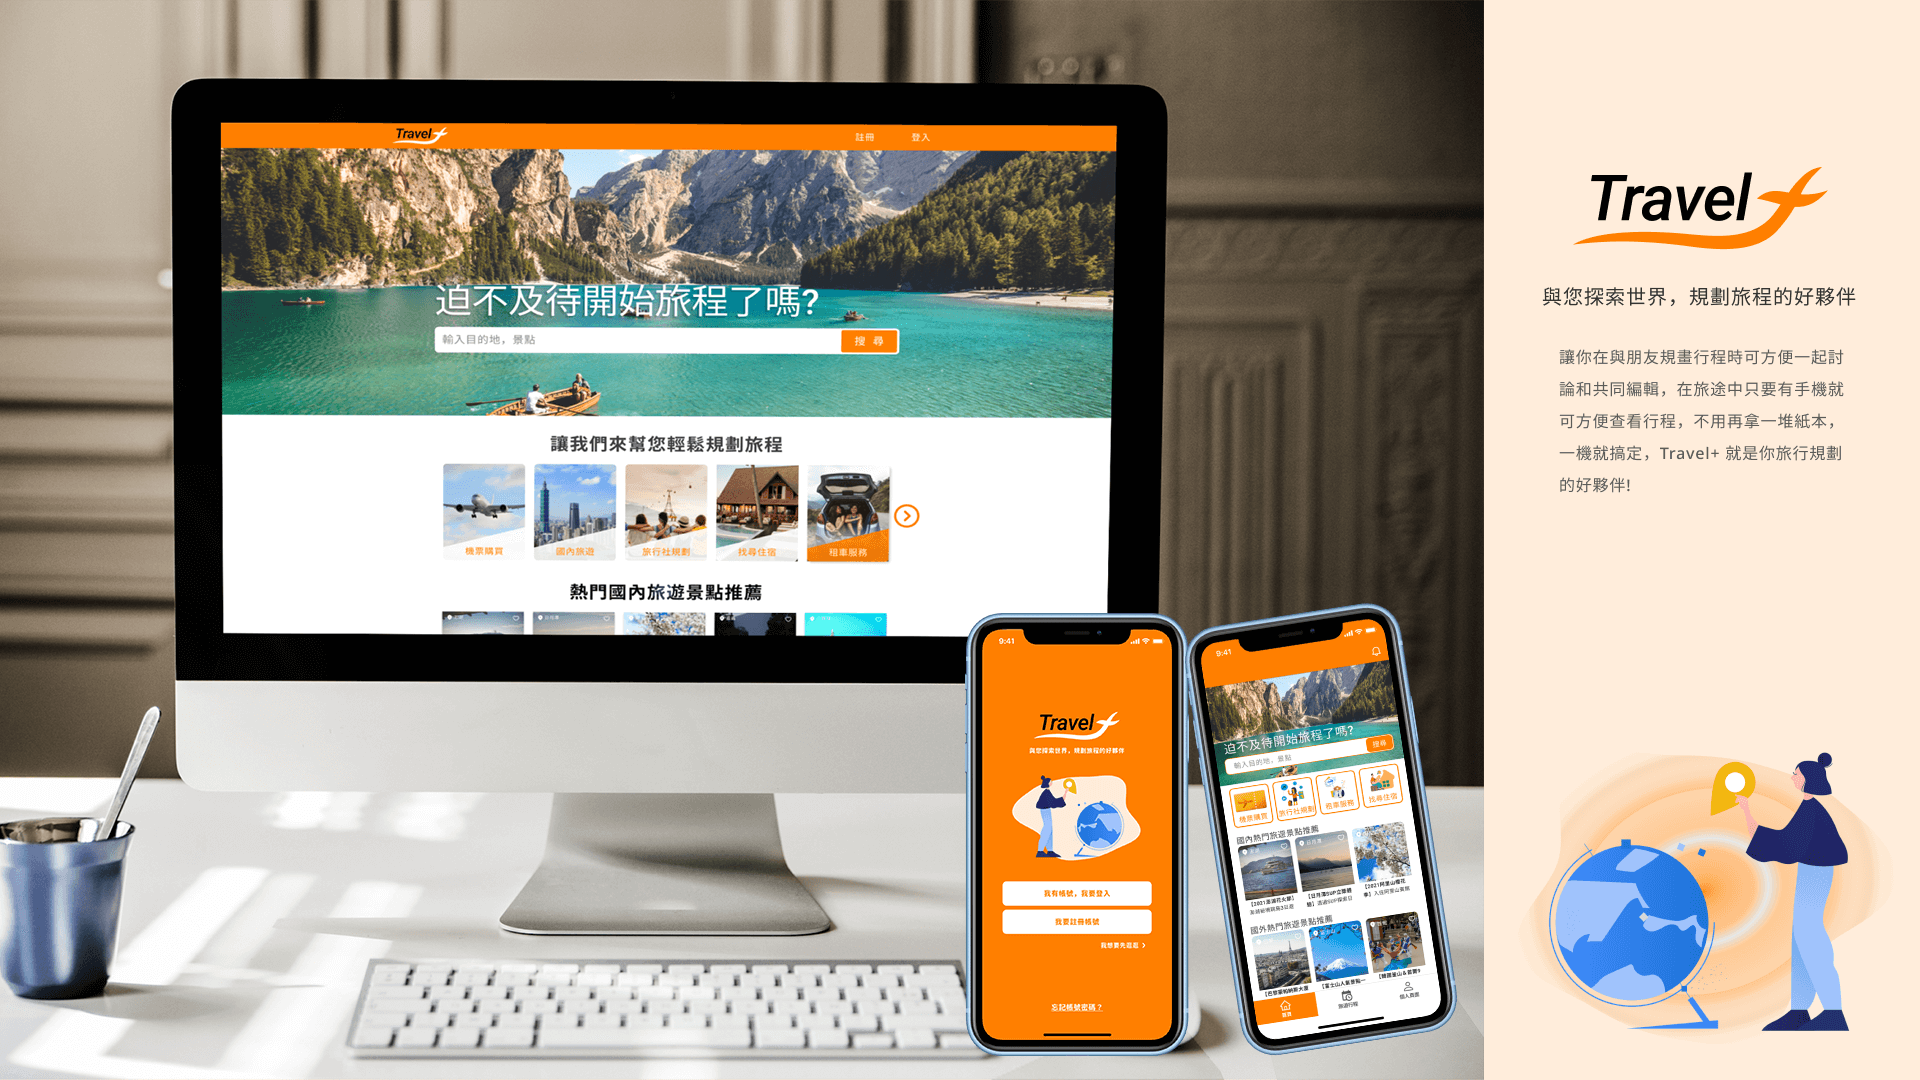 Travel
註冊
登入
迫不及待開始旅程了嗎?
輸入目的地，景點
搜 尋
讓我們來幫您輕鬆規劃旅程
機票購買
國內旅遊
旅行社規劃
找尋住宿
租車服務
熱門國內旅遊景點推薦
9:41
Travel
與您探索世界，規劃旅程的好夥伴
我有帳號，我要登入
我要註冊帳號
我想要先逛逛
忘記帳號密碼？
9:41
迫不及待開始旅程了嗎?
輸入目的地，景點
搜尋
機票購買
旅行社規劃
租車服務
找尋住宿
國內熱門旅遊景點推薦
國外熱門旅遊景點推薦
首頁
旅遊行程
個人頁面
Travel
與您探索世界，規劃旅程的好夥伴
讓你在與朋友規畫行程時可方便一起討
論和共同編輯，在旅途中只要有手機就
可方便查看行程，不用再拿一堆紙本，
一機就搞定，Travel+ 就是你旅行規劃
的好夥伴!